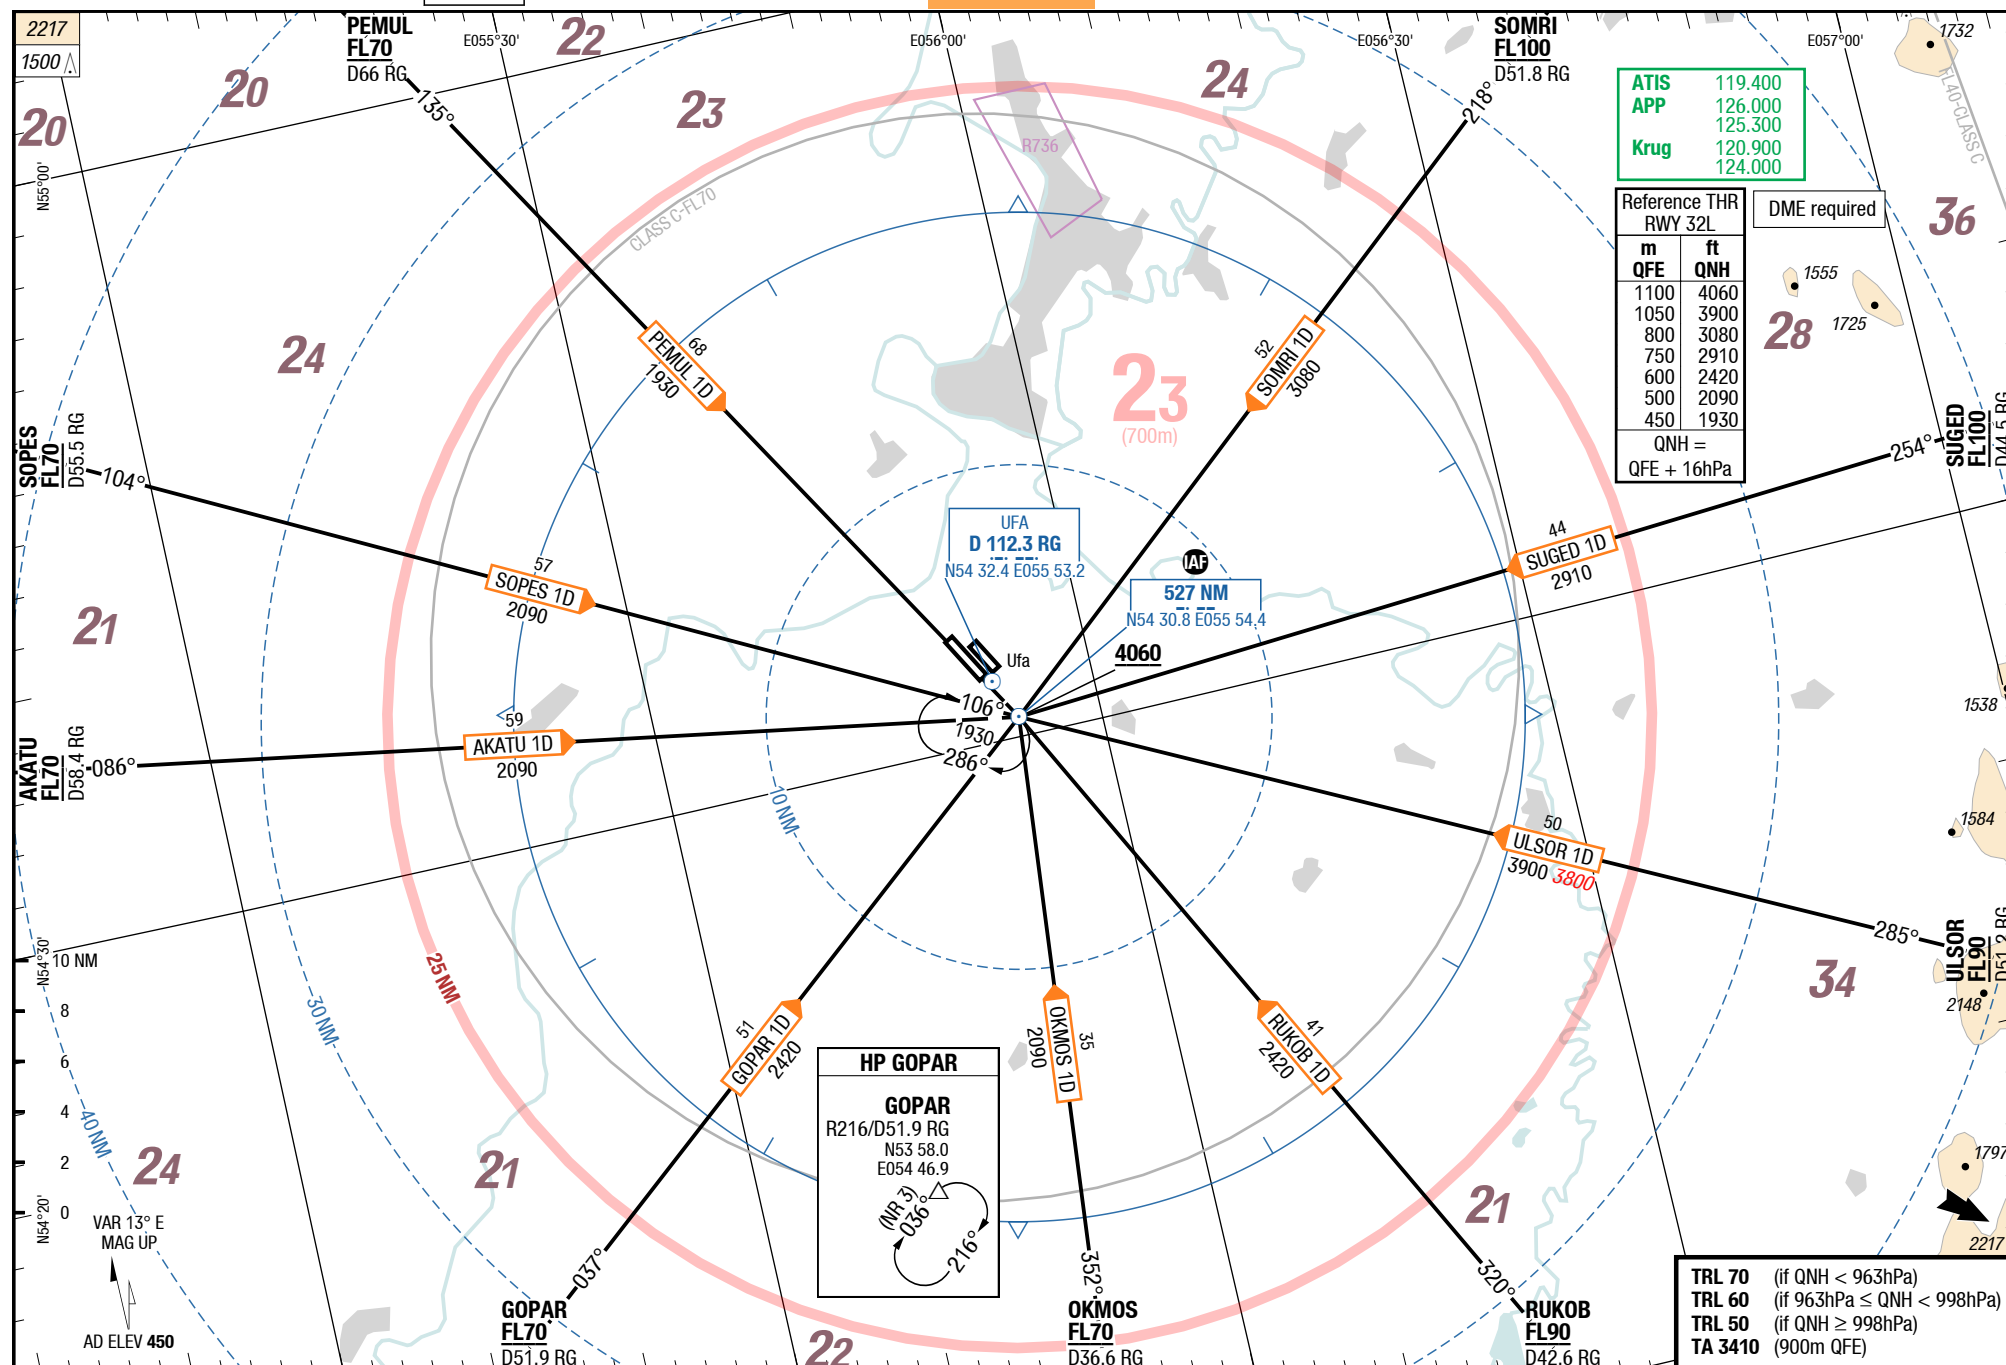 2217
1500
PEMUL
FL70
D66 RG
E055°30'
22
E056°00'
E056°30'
SOMRI
FL100
D51.8 RG
E057°00'
1732
FL40-CLASS C
20
20
23
24
135°
218°
ATIS 119.400
APP 126.000
125.300
Krug 120.900
124.000
N55°00'
R736
CLASS C-FL70
Reference THR
RWY 32L
m ft
QFE QNH
1100 4060
1050 3900
800 3080
750 2910
600 2420
500 2090
450 1930
QNH =
QFE + 16hPa
DME required
36
1555
1725
28
24
68
PEMUL 1D
1930
52
SOMRI 1D
3080
23
(700m)
SOPES
FL70
D55.5 RG
104°
254°
SUGED
FL100
D44.5 RG
UFA
D 112.3 RG
N54 32.4 E055 53.2
IAF
527 NM
N54 30.8 E055 54.4
44
SUGED 1D
2910
57
SOPES 1D
2090
21
Ufa
4060
106°
1930
286°
1538
59
AKATU 1D
2090
AKATU
FL70
D58.4 RG
086°
10 NM
50
ULSOR 1D
3900 3800
1584
285°
ULSOR
FL90
D51.2 RG
2148
34
N54°30'
10 NM
8
6
4
2
0
N54°20'
25 NM
30 NM
40 NM
51
GOPAR 1D
2420
35
OKMOS 1D
2090
41
RUKOB 1D
2420
HP GOPAR
GOPAR
R216/D51.9 RG
N53 58.0
E054 46.9
(NR 3)
036°
216°
24
21
21
1797
2217
VAR 13° E
MAG UP
AD ELEV 450
037°
GOPAR
FL70
D51.9 RG
22
352°
OKMOS
FL70
D36.6 RG
320°
RUKOB
FL90
D42.6 RG
TRL 70 (if QNH < 963hPa)
TRL 60 (if 963hPa ≤ QNH < 998hPa)
TRL 50 (if QNH ≥ 998hPa)
TA 3410 (900m QFE)